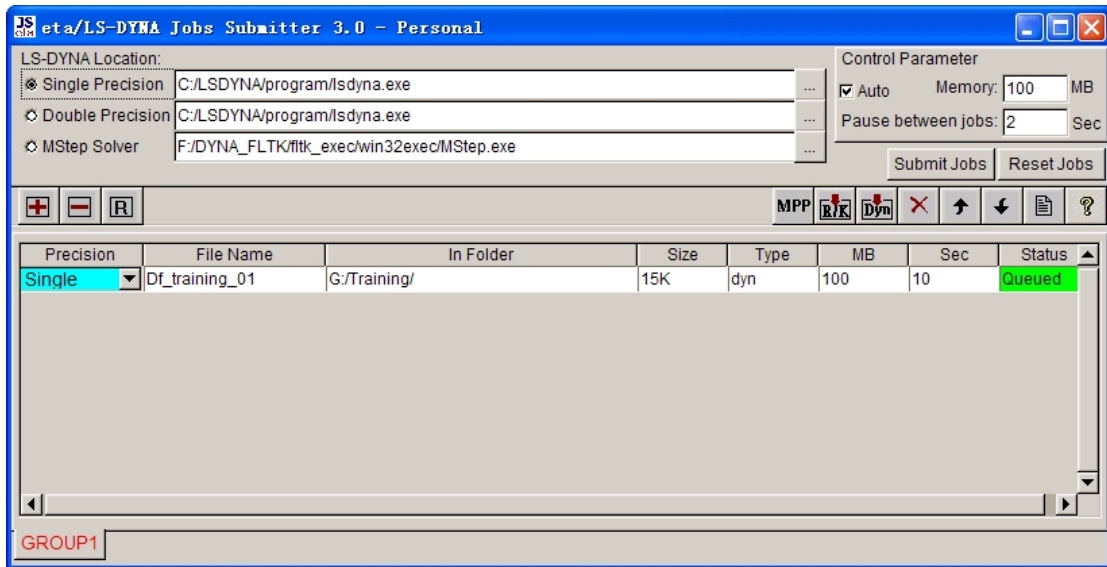 JS
eta/LS-DYNA Jobs Submitter 3.0 - Personal
LS-DYNA Location:
Single Precision C:/LSDYNA/program/lsdyna.exe ...
Double Precision C:/LSDYNA/program/lsdyna.exe ...
MStep Solver F:/DYNA_FLTK/fltk_exec/win32exec/MStep.exe ...
Control Parameter
Auto Memory: 100 MB
Pause between jobs: 2 Sec
Submit Jobs Reset Jobs
R MPP R/K Dyn ?
Precision File Name In Folder Size Type MB Sec Status
Single Df_training_01 G:/Training/ 15K dyn 100 10 Queued
GROUP1